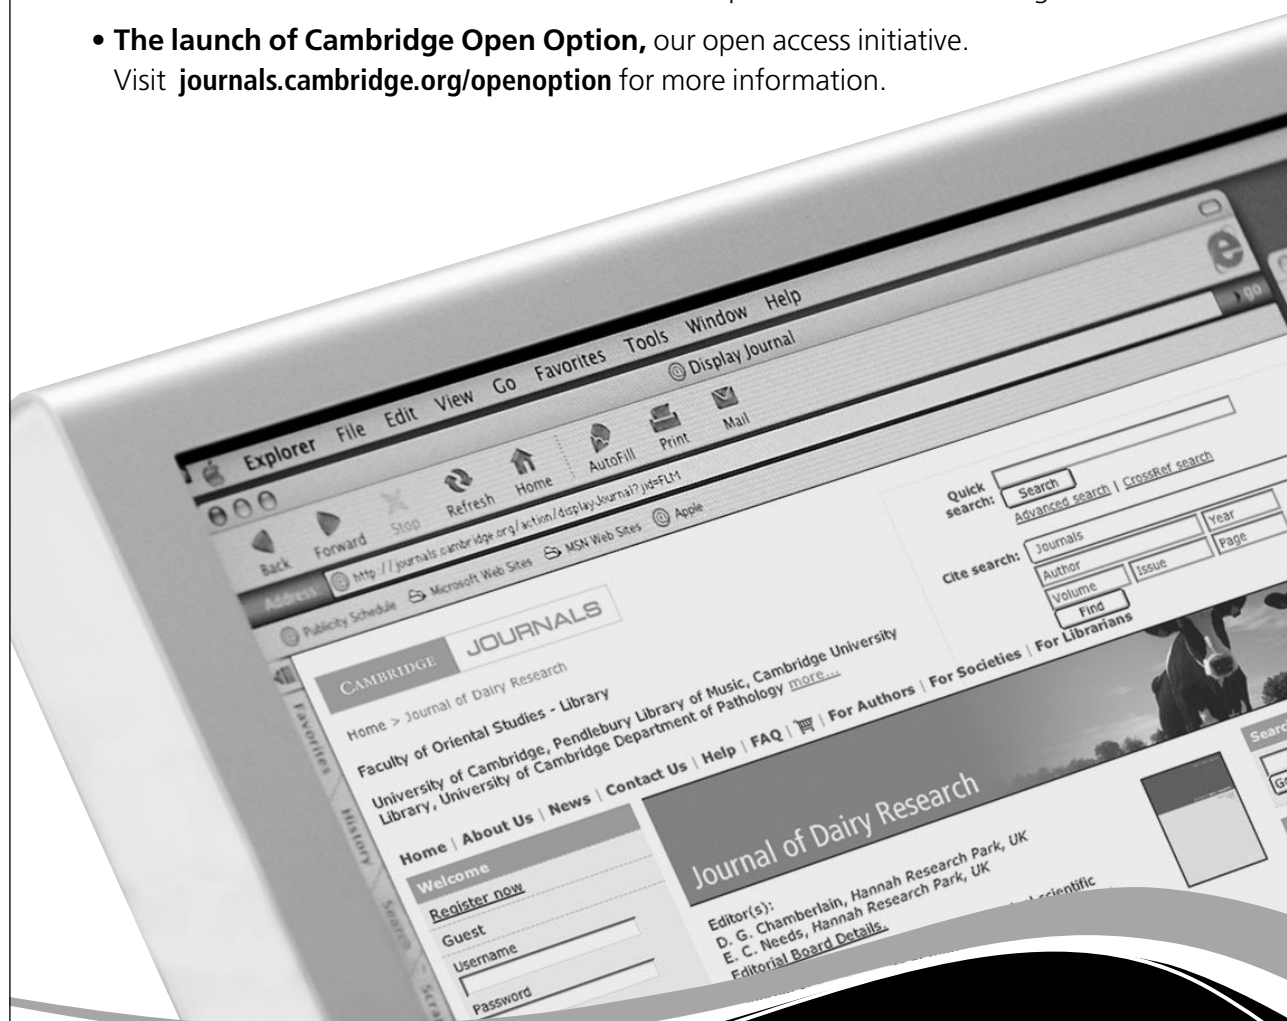 • The launch of Cambridge Open Option, our open access initiative.
Visit journals.cambridge.org/openoption for more information.
Explorer File Edit View Go Favorites Tools Window Help
Display Journal
Back Forward Stop Refresh Home AutoFill Print Mail
Address http://journals.cambridge.org/action/displayJournal?jid=FLM
go
Publicity Schedule Microsoft Web Sites MSN Web Sites Apple
Favorites
History
Search
CAMBRIDGE JOURNALS
Quick search:
Search
Advanced search | CrossRef search
Cite search:
Journals Year
Author
Volume Issue Page
Find
Home > Journal of Dairy Research
Faculty of Oriental Studies - Library
University of Cambridge, Pendlebury Library of Music, Cambridge University
Library, University of Cambridge Department of Pathology more...
Home | About Us | News | Contact Us | Help | FAQ | | For Authors | For Societies | For Librarians
Welcome
Register now
Guest
Username
Password
Journal of Dairy Research
Editor(s):
D. G. Chamberlain, Hannah Research Park, UK
E. C. Needs, Hannah Research Park, UK
Editorial Board Details.
scientific